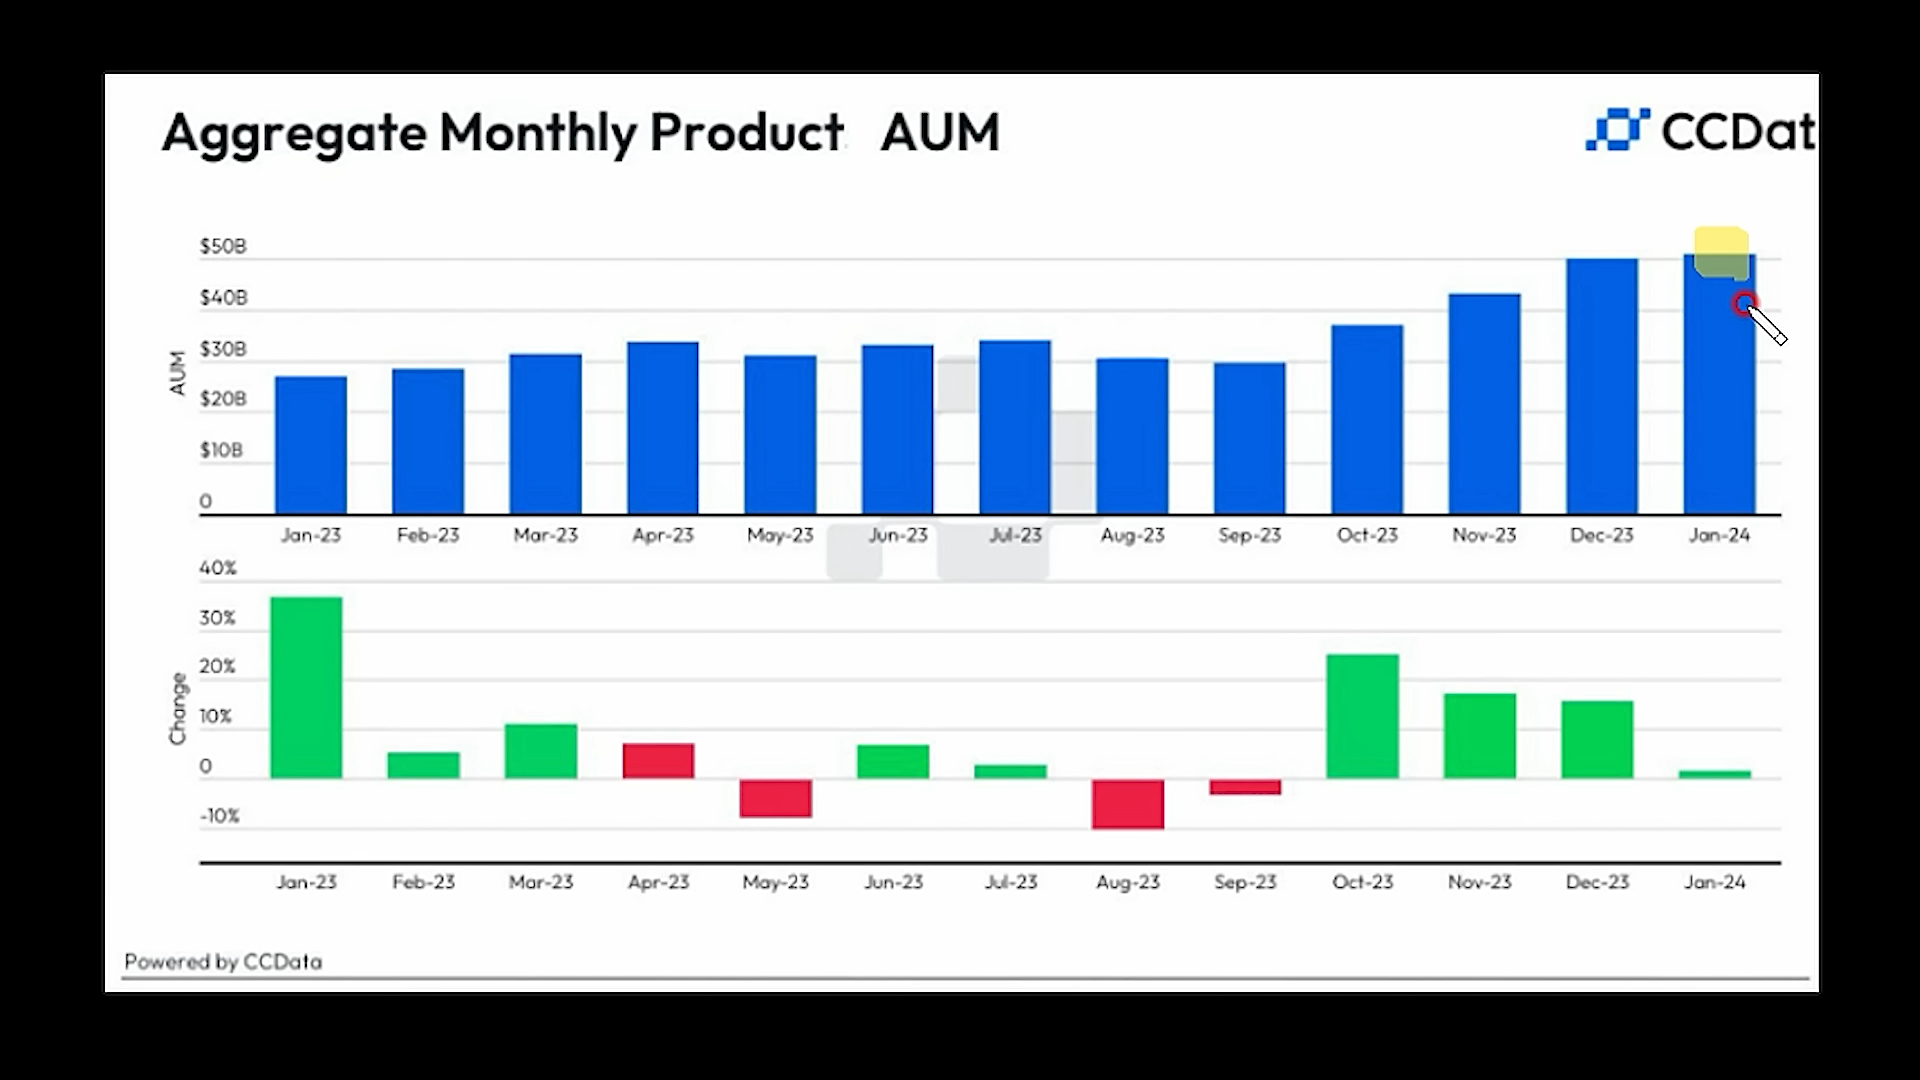 Aggregate Monthly Product AUM
CCDat
$50B
$40B
$30B
$20B
$10B
0
AUM
Jan-23 Feb-23 Mar-23 Apr-23 May-23 Jun-23 Jul-23 Aug-23 Sep-23 Oct-23 Nov-23 Dec-23 Jan-24
40%
30%
20%
10%
0
-10%
Change
Jan-23 Feb-23 Mar-23 Apr-23 May-23 Jun-23 Jul-23 Aug-23 Sep-23 Oct-23 Nov-23 Dec-23 Jan-24
Powered by CCData